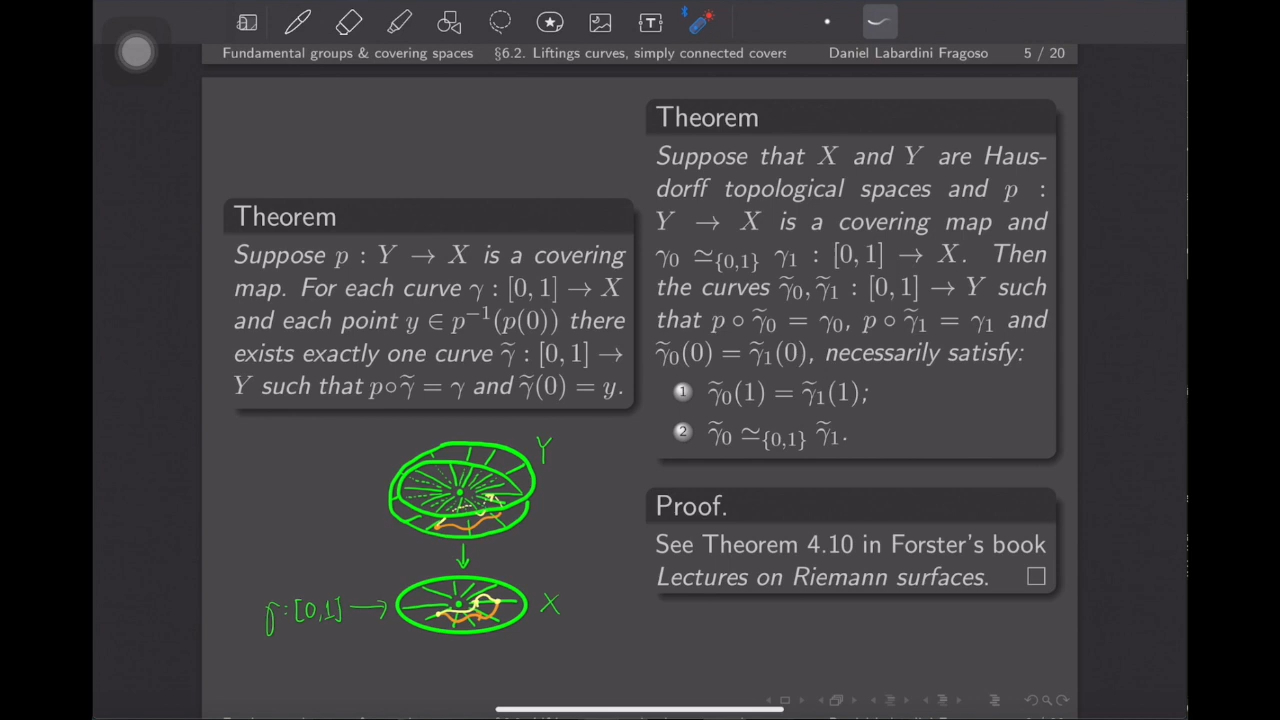 Fundamental groups & covering spaces §6.2. Liftings curves, simply connected covers Daniel Labardini Fragoso 5 / 20
Theorem
Suppose p : Y → X is a covering
map. For each curve γ : [0, 1] → X
and each point y ∈ p⁻¹(p(0)) there
exists exactly one curve γ̃ : [0, 1] →
Y such that p∘γ̃ = γ and γ̃(0) = y.
Y
γ:[0,1] → X
Theorem
Suppose that X and Y are Haus-
dorff topological spaces and p :
Y → X is a covering map and
γ₀ ≃_{0,1} γ₁ : [0, 1] → X. Then
the curves γ̃₀, γ̃₁ : [0, 1] → Y such
that p ∘ γ̃₀ = γ₀, p ∘ γ̃₁ = γ₁ and
γ̃₀(0) = γ̃₁(0), necessarily satisfy:
1 γ̃₀(1) = γ̃₁(1);
2 γ̃₀ ≃_{0,1} γ̃₁.
Proof.
See Theorem 4.10 in Forster's book
Lectures on Riemann surfaces. □